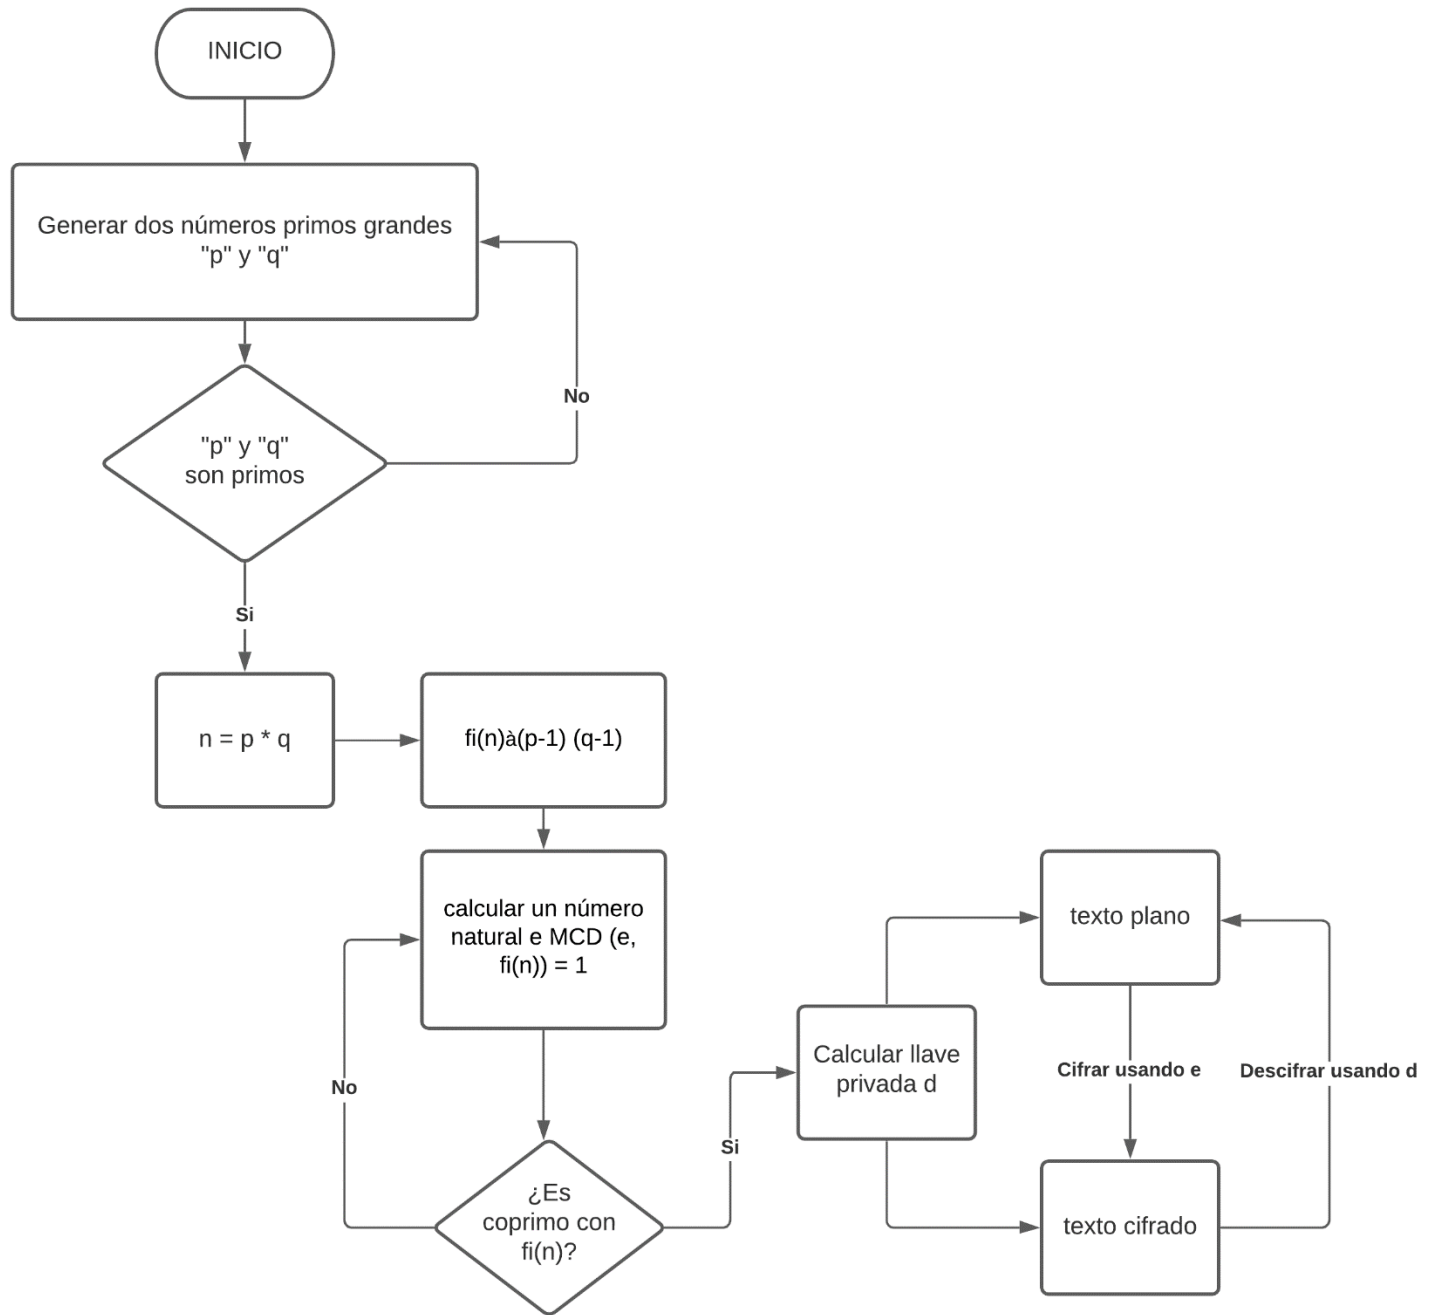 INICIO
Generar dos números primos grandes
"p" y "q"
No
"p" y "q"
son primos
Si
n = p * q
fi(n)à(p-1) (q-1)
calcular un número
natural e MCD (e,
fi(n)) = 1
No
¿Es
coprimo con
fi(n)?
Si
Calcular llave
privada d
texto plano
Cifrar usando e
Descifrar usando d
texto cifrado